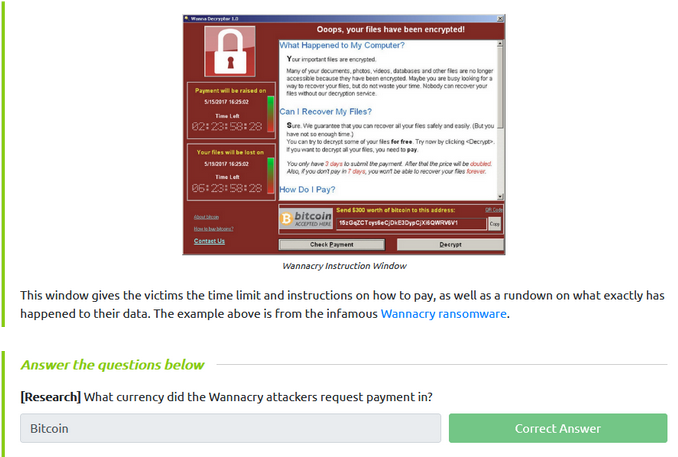 Wanna Decryptor 1.0
Ooops, your files have been encrypted!
What Happened to My Computer?
Your important files are encrypted.
Many of your documents, photos, videos, databases and other files are no longer
accessible because they have been encrypted. Maybe you are busy looking for a
way to recover your files, but do not waste your time. Nobody can recover your
files without our decryption service.
Can I Recover My Files?
Sure. We guarantee that you can recover all your files safely and easily. (But you
have not so enough time.)
You can try to decrypt some of your files for free. Try now by clicking <Decrypt>.
If you want to decrypt all your files, you need to pay.
You only have 3 days to submit the payment. After that the price will be doubled.
Also, if you don't pay in 7 days, you won't be able to recover your files forever.
How Do I Pay?
Payment will be raised on
5/15/2017 16:25:02
Time Left
02:23:58:28
Your files will be lost on
5/19/2017 16:25:02
Time Left
06:23:58:28
About bitcoin
How to buy bitcoins?
Contact Us
bitcoin
ACCEPTED HERE
Send $300 worth of bitcoin to this address:
QR Code
Copy
Check Payment
Decrypt
Wannacry Instruction Window
This window gives the victims the time limit and instructions on how to pay, as well as a rundown on what exactly has
happened to their data. The example above is from the infamous Wannacry ransomware.
Answer the questions below
[Research] What currency did the Wannacry attackers request payment in?
Bitcoin
Correct Answer